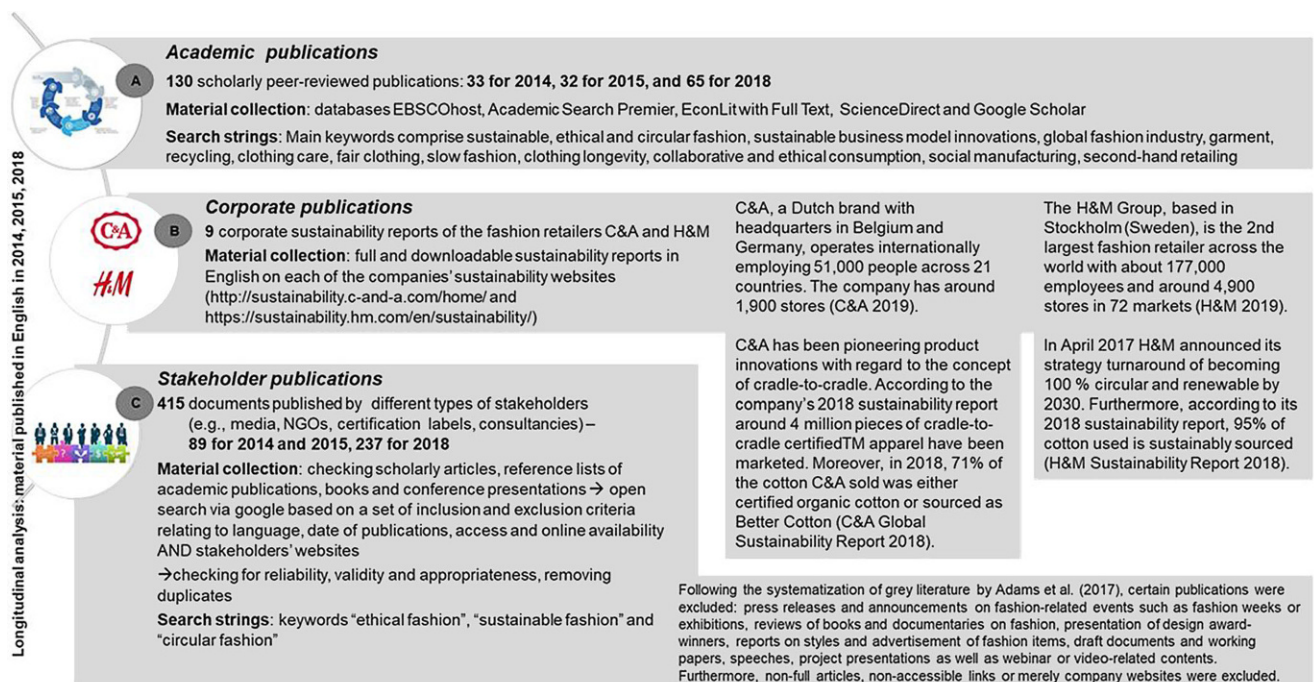 Longitudinal analysis: material published in English in 2014, 2015, 2018
A
Academic publications
130 scholarly peer-reviewed publications: 33 for 2014, 32 for 2015, and 65 for 2018
Material collection: databases EBSCOhost, Academic Search Premier, EconLit with Full Text, ScienceDirect and Google Scholar
Search strings: Main keywords comprise sustainable, ethical and circular fashion, sustainable business model innovations, global fashion industry, garment,
recycling, clothing care, fair clothing, slow fashion, clothing longevity, collaborative and ethical consumption, social manufacturing, second-hand retailing
C&A
H&M
B
Corporate publications
9 corporate sustainability reports of the fashion retailers C&A and H&M
Material collection: full and downloadable sustainability reports in
English on each of the companies' sustainability websites
(http://sustainability.c-and-a.com/home/ and
https://sustainability.hm.com/en/sustainability/)
C&A, a Dutch brand with
headquarters in Belgium and
Germany, operates internationally
employing 51,000 people across 21
countries. The company has around
1,900 stores (C&A 2019).
C&A has been pioneering product
innovations with regard to the concept
of cradle-to-cradle. According to the
company's 2018 sustainability report
around 4 million pieces of cradle-to-
cradle certifiedTM apparel have been
marketed. Moreover, in 2018, 71% of
the cotton C&A sold was either
certified organic cotton or sourced as
Better Cotton (C&A Global
Sustainability Report 2018).
The H&M Group, based in
Stockholm (Sweden), is the 2nd
largest fashion retailer across the
world with about 177,000
employees and around 4,900
stores in 72 markets (H&M 2019).
In April 2017 H&M announced its
strategy turnaround of becoming
100 % circular and renewable by
2030. Furthermore, according to its
2018 sustainability report, 95% of
cotton used is sustainably sourced
(H&M Sustainability Report 2018).
C
Stakeholder publications
415 documents published by different types of stakeholders
(e.g., media, NGOs, certification labels, consultancies) –
89 for 2014 and 2015, 237 for 2018
Material collection: checking scholarly articles, reference lists of
academic publications, books and conference presentations → open
search via google based on a set of inclusion and exclusion criteria
relating to language, date of publications, access and online availability
AND stakeholders' websites
→checking for reliability, validity and appropriateness, removing
duplicates
Search strings: keywords "ethical fashion", "sustainable fashion" and
"circular fashion"
Following the systematization of grey literature by Adams et al. (2017), certain publications were
excluded: press releases and announcements on fashion-related events such as fashion weeks or
exhibitions, reviews of books and documentaries on fashion, presentation of design award-
winners, reports on styles and advertisement of fashion items, draft documents and working
papers, speeches, project presentations as well as webinar or video-related contents.
Furthermore, non-full articles, non-accessible links or merely company websites were excluded.